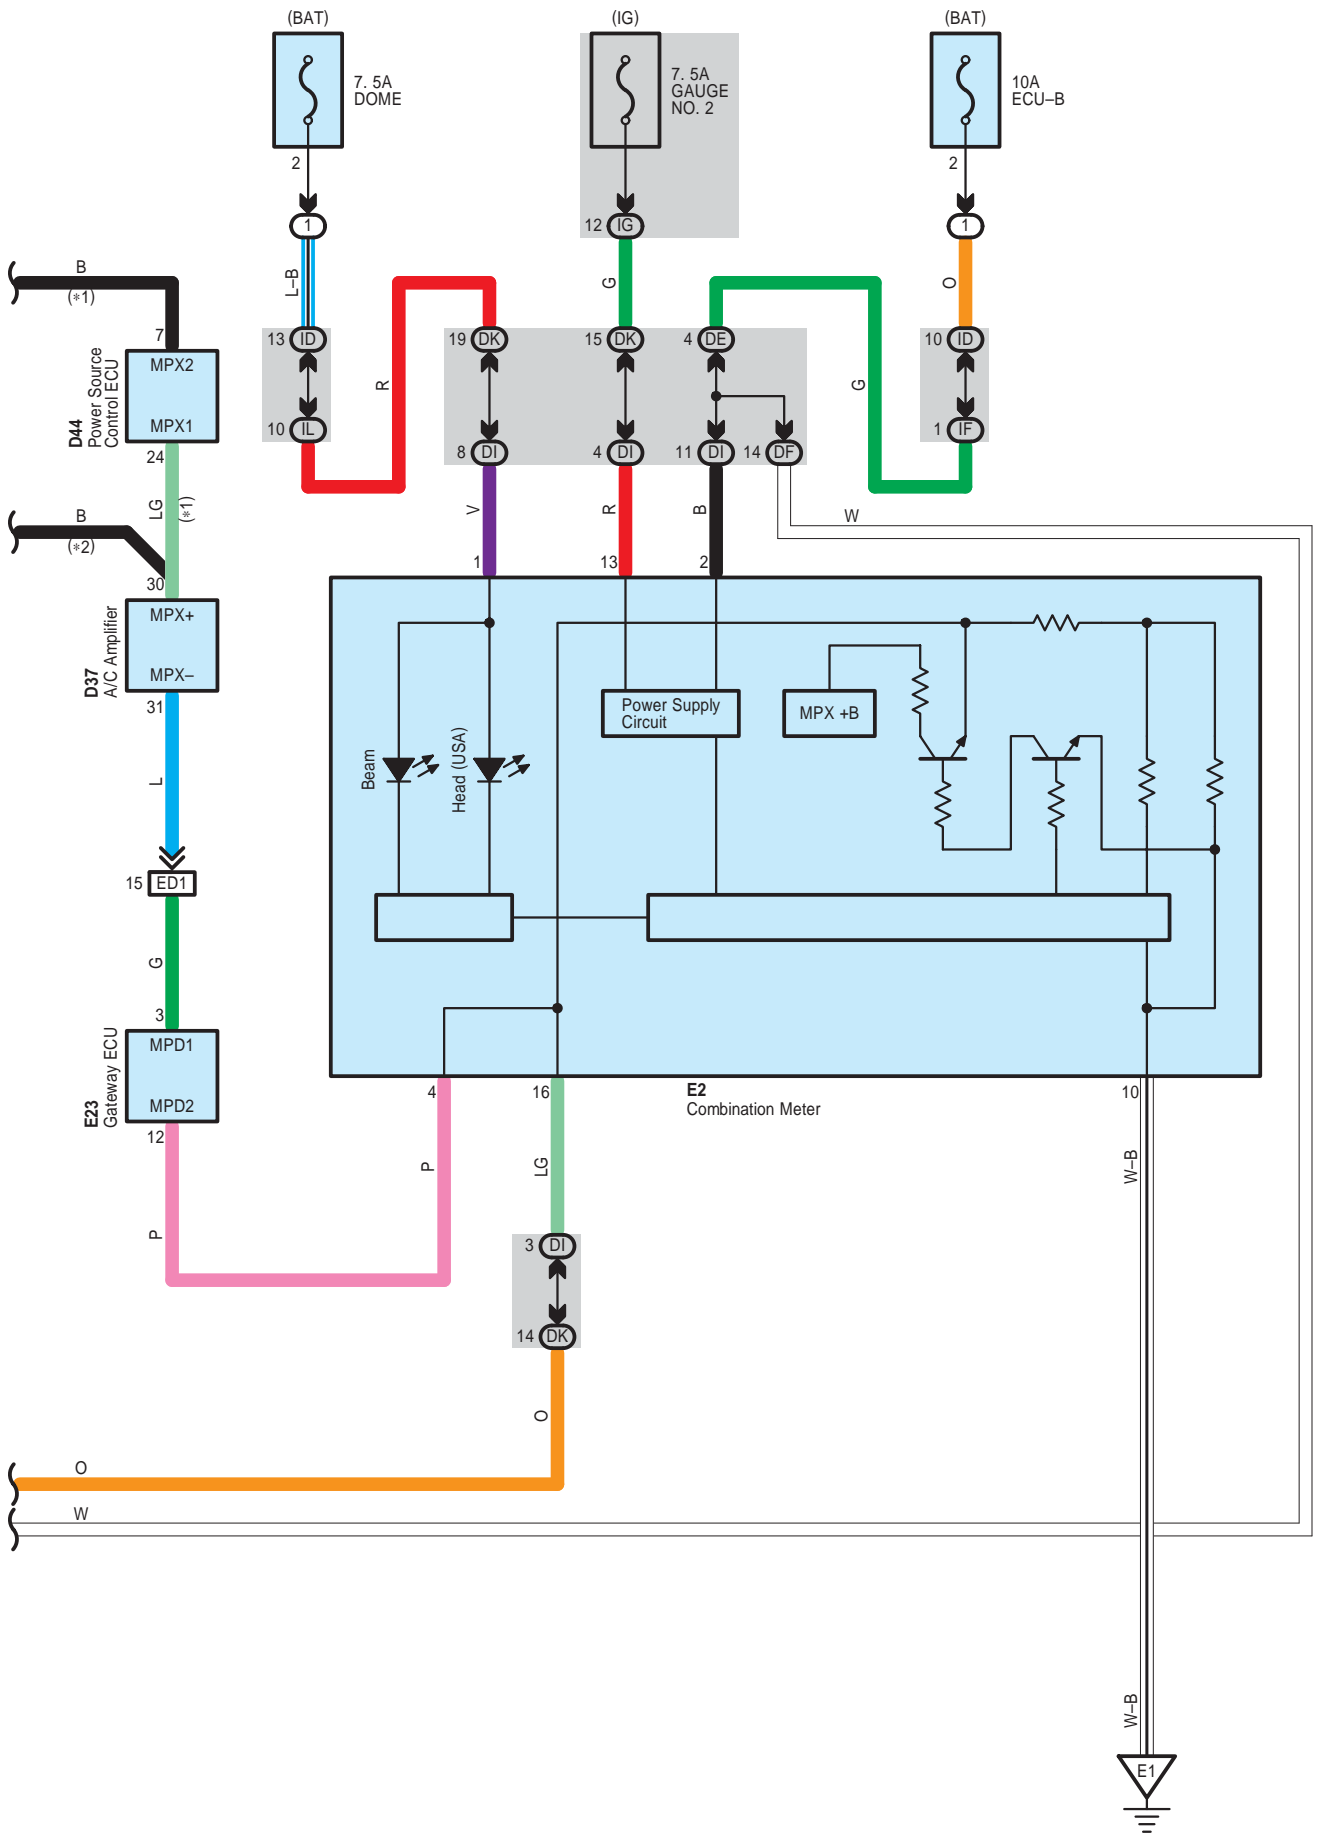 (BAT)
(IG)
(BAT)
7. 5A
DOME
7. 5A
GAUGE
NO. 2
10A
ECU–B
2
2
1
12
IG
1
B
(∗1)
L–B
G
O
7
13
ID
19
DK
15
DK
4
DE
10
ID
MPX2
MPX1
D44
Power Source
Control ECU
R
G
10
IL
8
DI
4
DI
11
DI
14
DF
1
IF
24
LG
(∗1)
B
(∗2)
V
R
B
W
30
1
13
2
MPX+
MPX–
D37
A/C Amplifier
31
L
Power Supply
Circuit
MPX +B
Beam
Head (USA)
15
ED1
G
3
MPD1
MPD2
E23
Gateway ECU
12
4
16
E2
Combination Meter
10
P
P
LG
W–B
3
DI
14
DK
O
O
W
W–B
E1